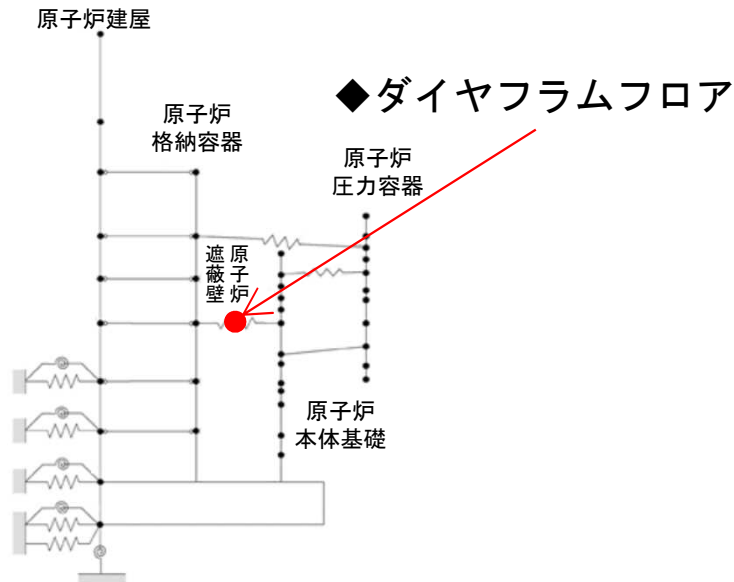 原子炉建屋
◆ダイヤフラムフロア
原子炉
格納容器
原子炉
圧力容器
原子炉
遮蔽壁
原子炉
本体基礎